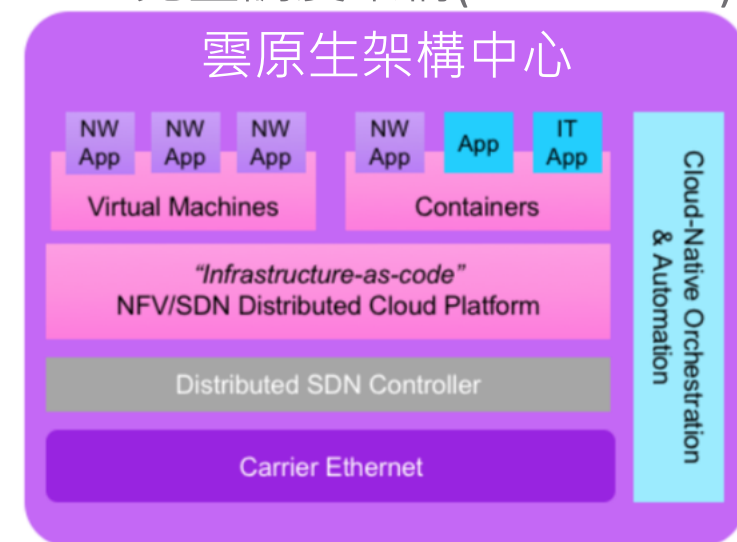 雲原生架構中心
NW
App
NW
App
NW
App
NW
App
App
IT
App
Virtual Machines
Containers
"Infrastructure-as-code"
NFV/SDN Distributed Cloud Platform
Distributed SDN Controller
Carrier Ethernet
Cloud-Native Orchestration
& Automation